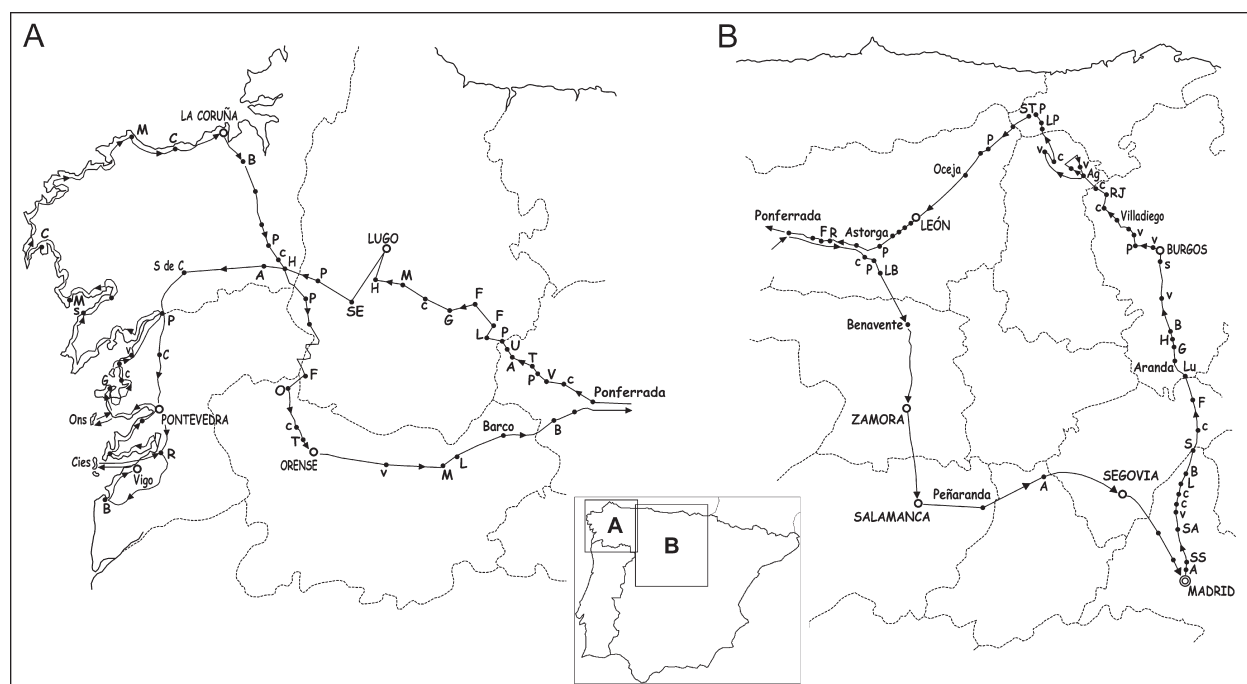 A
B
LA CORUÑA
M
C
B
C
P
c
H
A
S de C
LUGO
P
SE
H
M
c
G
F
F
L
P
U
A
T
P
V
c
Ponferrada
M
s
P
P
v
C
G
c
F
O
Ons
PONTEVEDRA
c
T
ORENSE
Barco
B
v
M
L
Cies
R
Vigo
B
ST
P
LP
P
v
c
v
Ag
c
RJ
Oceja
C
Villadiego
v
P
v
BURGOS
s
LEÓN
Ponferrada
F
R
Astorga
P
c
P
LB
v
Benavente
B
H
G
Aranda
Lu
F
ZAMORA
c
S
B
L
c
c
v
SA
SEGOVIA
A
Peñaranda
SALAMANCA
SS
A
MADRID
A
B